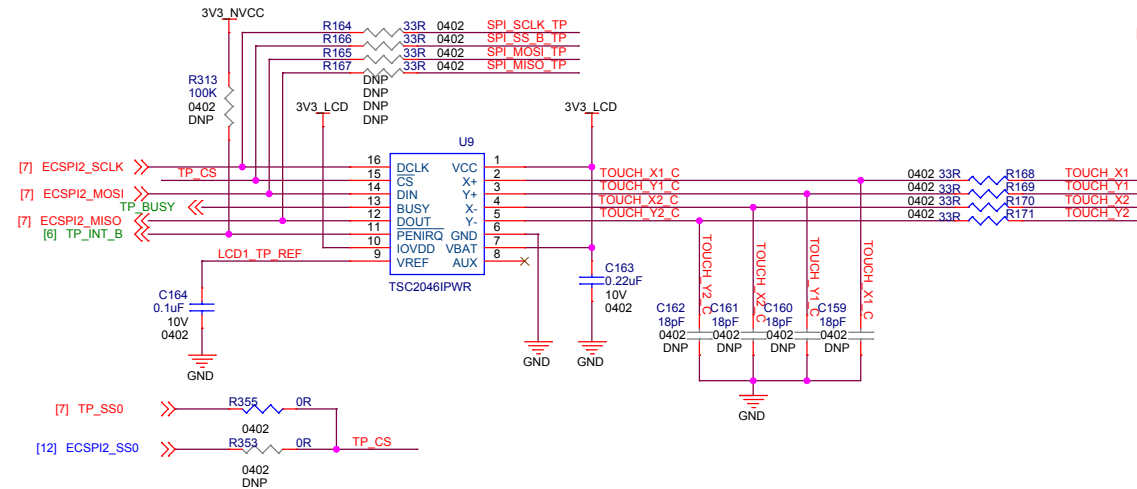 3V3_NVCC
R164 33R 0402 SPI_SCLK_TP
R166 33R 0402 SPI_SS_B_TP
R165 33R 0402 SPI_MOSI_TP
R167 33R 0402 SPI_MISO_TP
DNP
DNP
DNP
DNP
R313
100K
0402
DNP
3V3_LCD
3V3_LCD
U9
[7] ECSPI2_SCLK
TP_CS
[7] ECSPI2_MOSI
TP_BUSY
[7] ECSPI2_MISO
[6] TP_INT_B
16 DCLK VCC 1
15 CS X+ 2
14 DIN Y+ 3
13 BUSY X- 4
12 DOUT Y- 5
11 PENIRQ GND 6
10 IOVDD VBAT 7
9 VREF AUX 8
TSC2046IPWR
TOUCH_X1_C 0402 33R R168 TOUCH_X1
TOUCH_Y1_C 0402 33R R169 TOUCH_Y1
TOUCH_X2_C 0402 33R R170 TOUCH_X2
TOUCH_Y2_C 0402 33R R171 TOUCH_Y2
LCD1_TP_REF
C164
0.1uF
10V
0402
GND
GND
C163
0.22uF
10V
0402
GND
TOUCH_Y2_C
TOUCH_X2_C
TOUCH_Y1_C
TOUCH_X1_C
C162 C161 C160 C159
18pF 18pF 18pF 18pF
0402 0402 0402 0402
DNP DNP DNP DNP
GND
[7] TP_SS0 R355 0R
0402
[12] ECSPI2_SS0 R353 0R TP_CS
0402
DNP